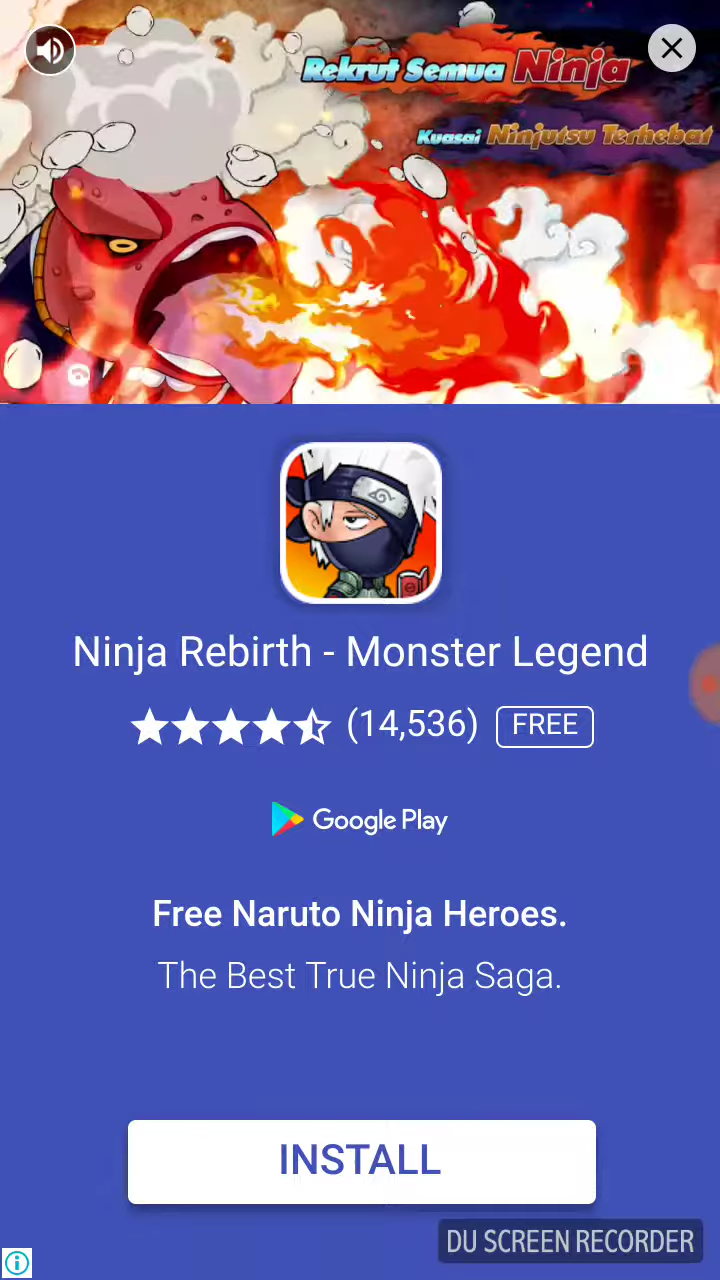 Rekrut Semua Ninja
Kuasai Ninjutsu Terhebat
Ninja Rebirth - Monster Legend
(14,536) FREE
Google Play
Free Naruto Ninja Heroes.
The Best True Ninja Saga.
INSTALL
DU SCREEN RECORDER